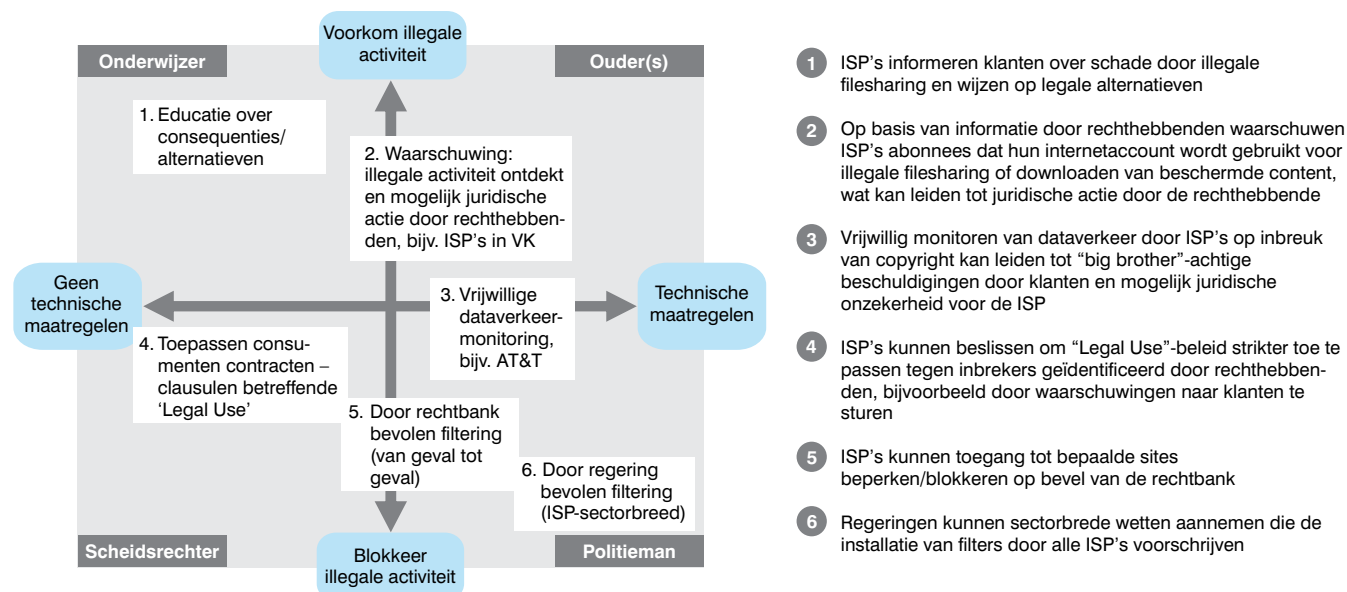 Voorkom illegale
activiteit
Onderwijzer
Ouder(s)
1. Educatie over
consequenties/
alternatieven
2. Waarschuwing:
illegale activiteit ontdekt
en mogelijk juridische
actie door rechthebben-
den, bijv. ISP's in VK
Geen
technische
maatregelen
3. Vrijwillige
dataverkeer-
monitoring,
bijv. AT&T
Technische
maatregelen
4. Toepassen consu-
menten contracten –
clausulen betreffende
‘Legal Use’
5. Door rechtbank
bevolen filtering
(van geval tot
geval)
6. Door regering
bevolen filtering
(ISP-sectorbreed)
Scheidsrechter
Politieman
Blokkeer
illegale activiteit
1 ISP’s informeren klanten over schade door illegale
filesharing en wijzen op legale alternatieven
2 Op basis van informatie door rechthebbenden waarschuwen
ISP’s abonnees dat hun internetaccount wordt gebruikt voor
illegale filesharing of downloaden van beschermde content,
wat kan leiden tot juridische actie door de rechthebbende
3 Vrijwillig monitoren van dataverkeer door ISP’s op inbreuk
van copyright kan leiden tot “big brother”-achtige
beschuldigingen door klanten en mogelijk juridische
onzekerheid voor de ISP
4 ISP’s kunnen beslissen om “Legal Use”-beleid strikter toe te
passen tegen inbrekers geïdentificeerd door rechthebben-
den, bijvoorbeeld door waarschuwingen naar klanten te
sturen
5 ISP’s kunnen toegang tot bepaalde sites
beperken/blokkeren op bevel van de rechtbank
6 Regeringen kunnen sectorbrede wetten aannemen die de
installatie van filters door alle ISP’s voorschrijven